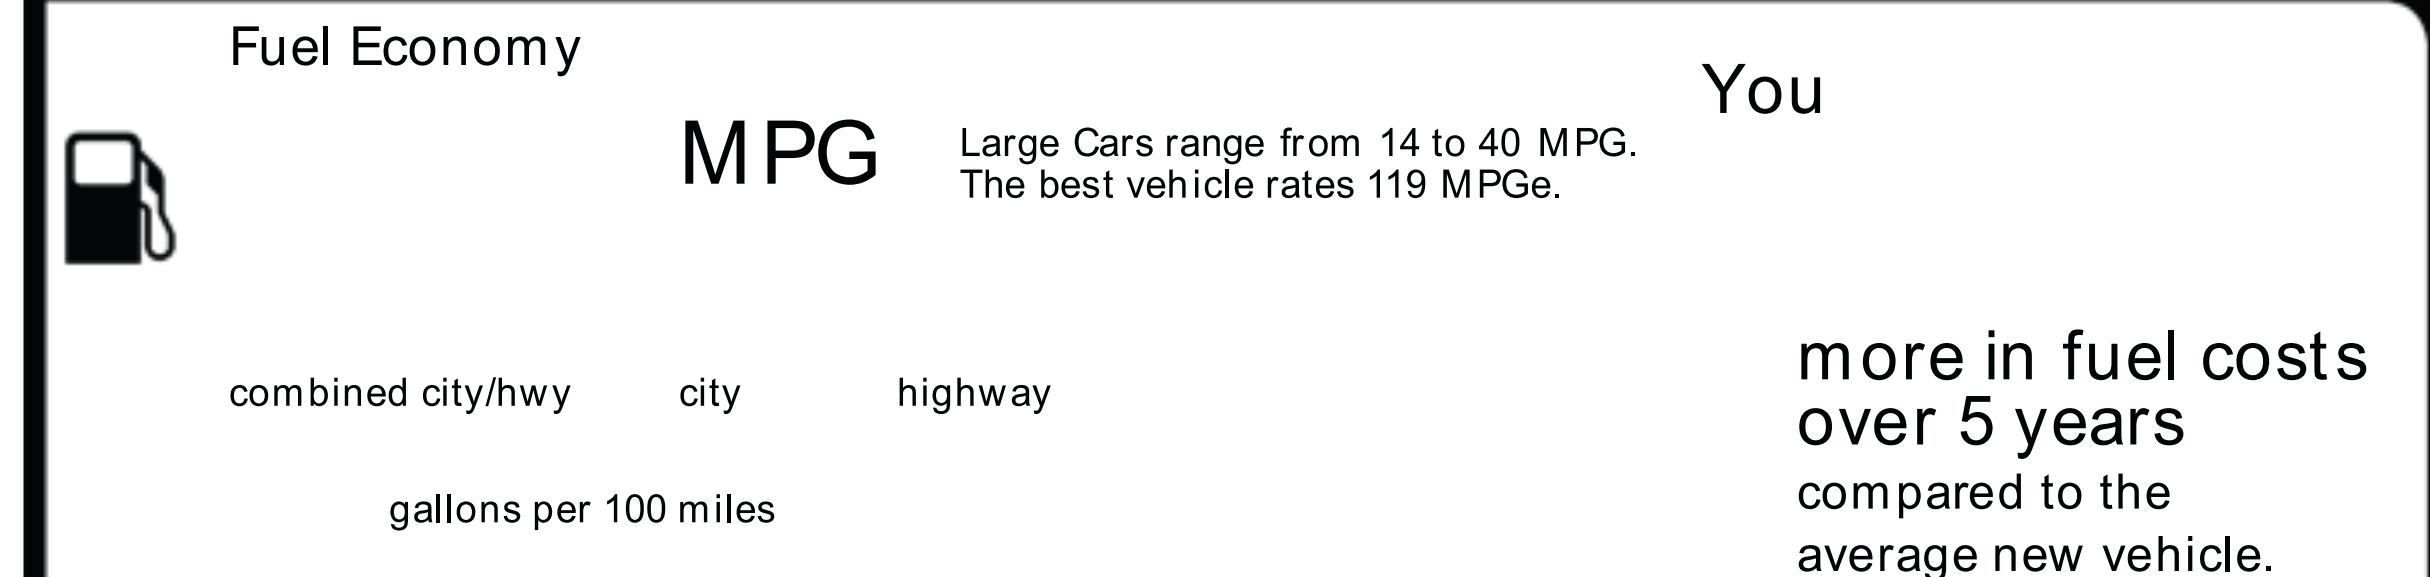 Fuel Economy
You
MPG
Large Cars range from 14 to 40 MPG.
The best vehicle rates 119 MPGe.
more in fuel costs
over 5 years
combined city/hwy city highway
compared to the
gallons per 100 miles
average new vehicle.